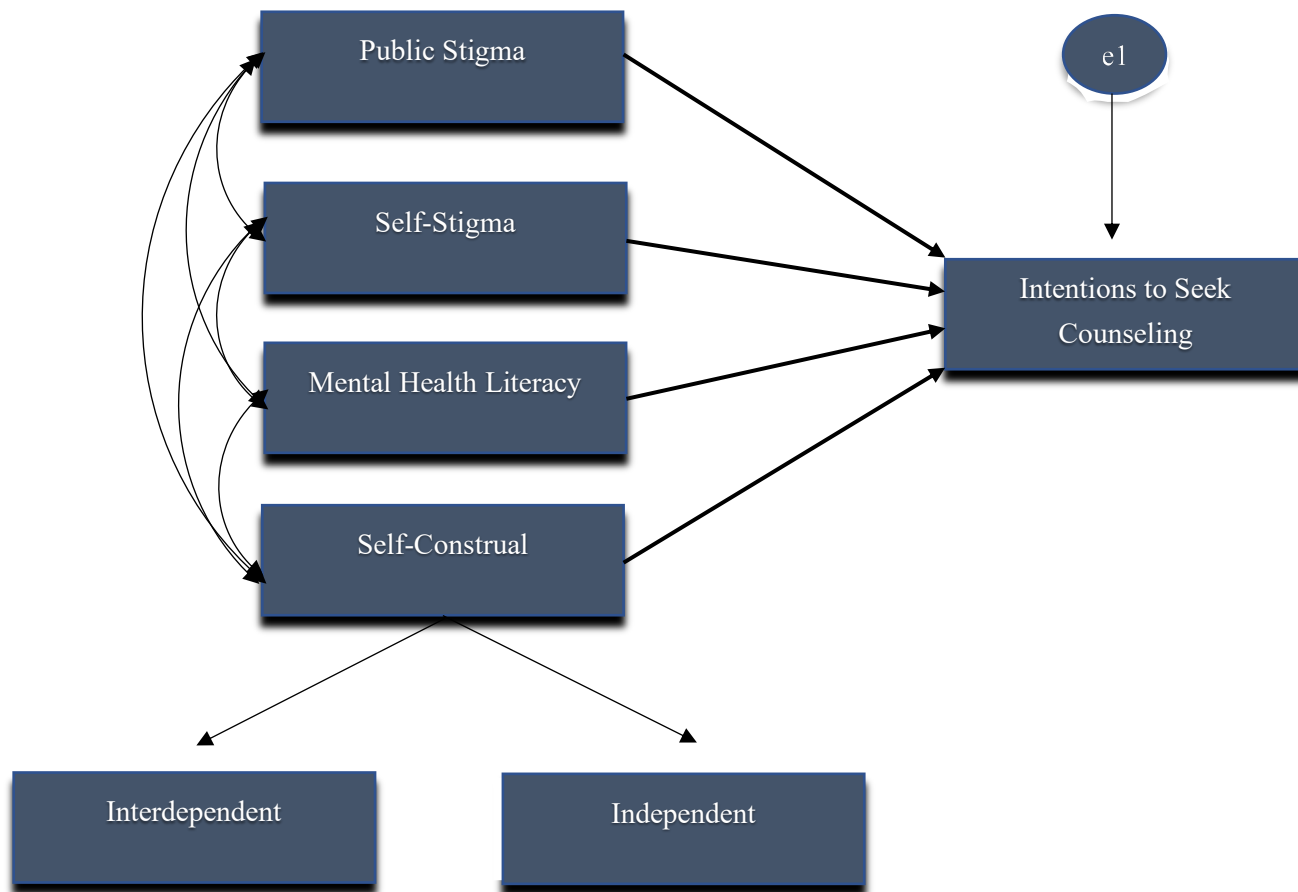 Public Stigma
e1
Self-Stigma
Intentions to Seek
Counseling
Mental Health Literacy
Self-Construal
Interdependent
Independent